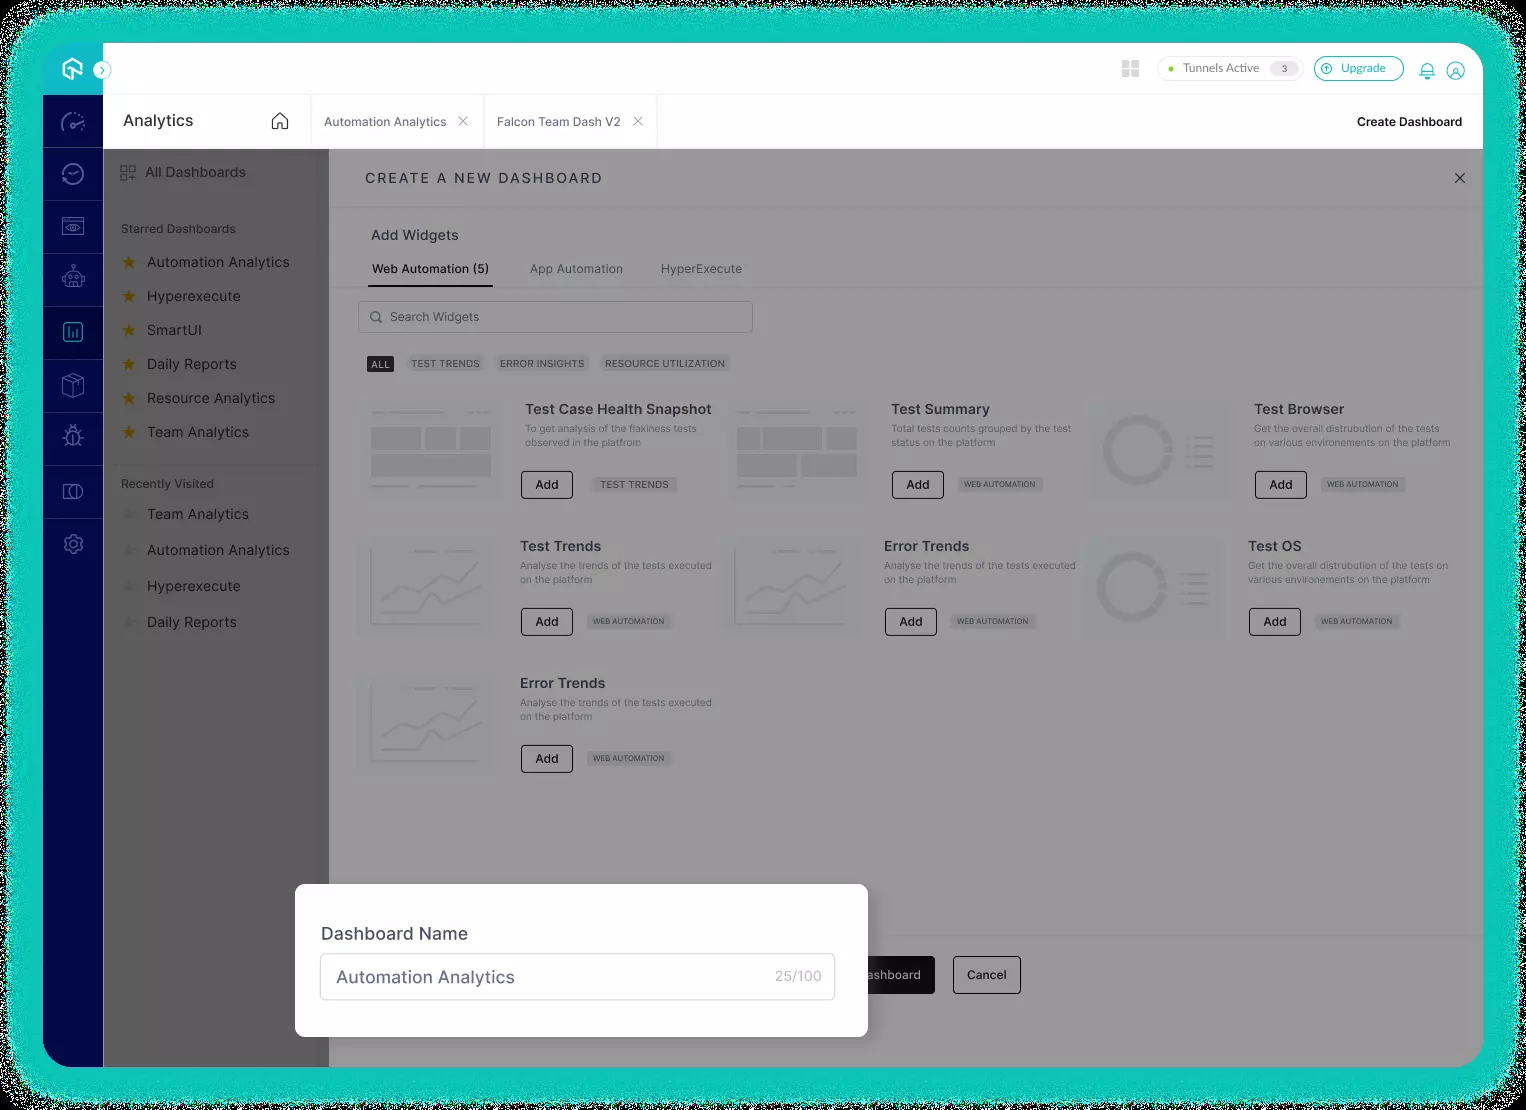 Tunnels Active 3
Upgrade
Analytics
Automation Analytics
Falcon Team Dash V2
Create Dashboard
All Dashboards
Starred Dashboards
Automation Analytics
Hyperexecute
SmartUI
Daily Reports
Resource Analytics
Team Analytics
Recently Visited
Team Analytics
Automation Analytics
Hyperexecute
Daily Reports
CREATE A NEW DASHBOARD
Add Widgets
Web Automation (5)
App Automation
HyperExecute
Search Widgets
ALL
TEST TRENDS
ERROR INSIGHTS
RESOURCE UTILIZATION
Test Case Health Snapshot
To get analysis of the flakiness tests
observed in the platfrom
Add
TEST TRENDS
Test Summary
Total tests counts grouped by the test
status on the platform
Add
WEB AUTOMATION
Test Browser
Get the overall distrubution of the tests
on various environements on the platform
Add
WEB AUTOMATION
Test Trends
Analyse the trends of the tests executed
on the platform
Add
WEB AUTOMATION
Error Trends
Analyse the trends of the tests executed
on the platform
Add
WEB AUTOMATION
Test OS
Get the overall distrubution of the tests on
various environements on the platform
Add
WEB AUTOMATION
Error Trends
Analyse the trends of the tests executed
on the platform
Add
WEB AUTOMATION
Dashboard Name
Automation Analytics
25/100
ashboard
Cancel